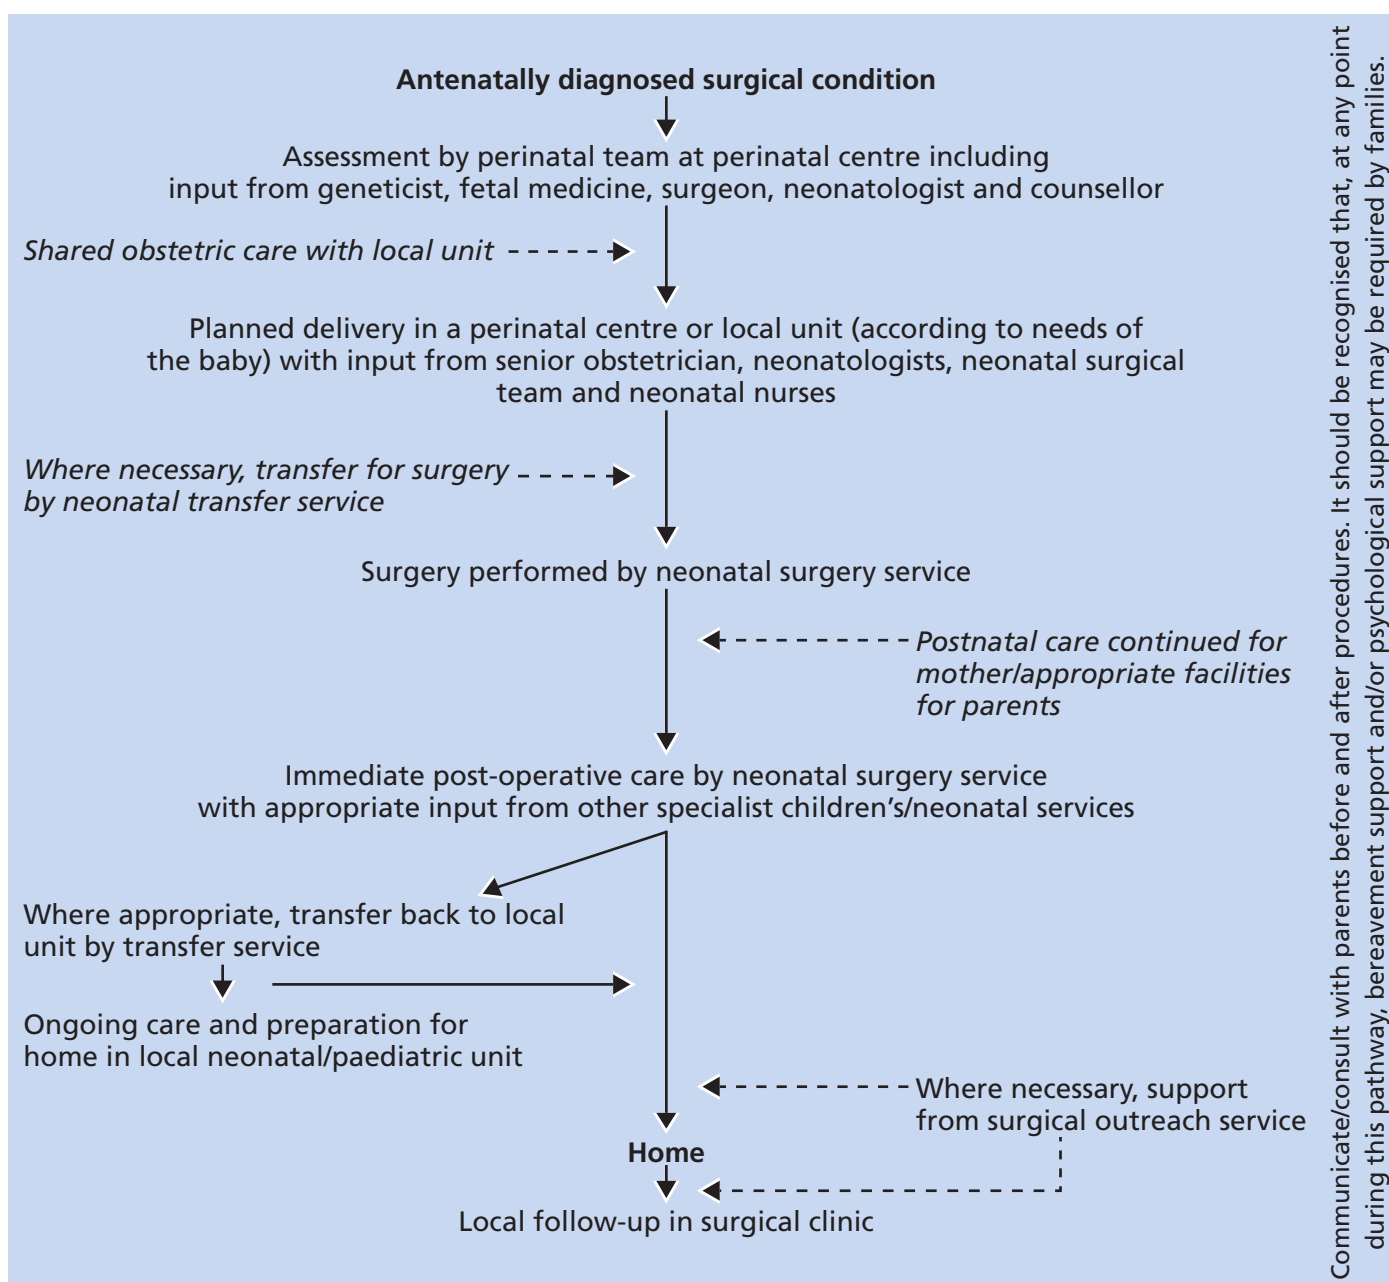 Antenatally diagnosed surgical condition
Assessment by perinatal team at perinatal centre including
input from geneticist, fetal medicine, surgeon, neonatologist and counsellor
Shared obstetric care with local unit
Planned delivery in a perinatal centre or local unit (according to needs of
the baby) with input from senior obstetrician, neonatologists, neonatal surgical
team and neonatal nurses
Where necessary, transfer for surgery
by neonatal transfer service
Surgery performed by neonatal surgery service
Postnatal care continued for
mother/appropriate facilities
for parents
Immediate post-operative care by neonatal surgery service
with appropriate input from other specialist children's/neonatal services
Where appropriate, transfer back to local
unit by transfer service
Ongoing care and preparation for
home in local neonatal/paediatric unit
Where necessary, support
from surgical outreach service
Home
Local follow-up in surgical clinic
Communicate/consult with parents before and after procedures. It should be recognised that, at any point
during this pathway, bereavement support and/or psychological support may be required by families.